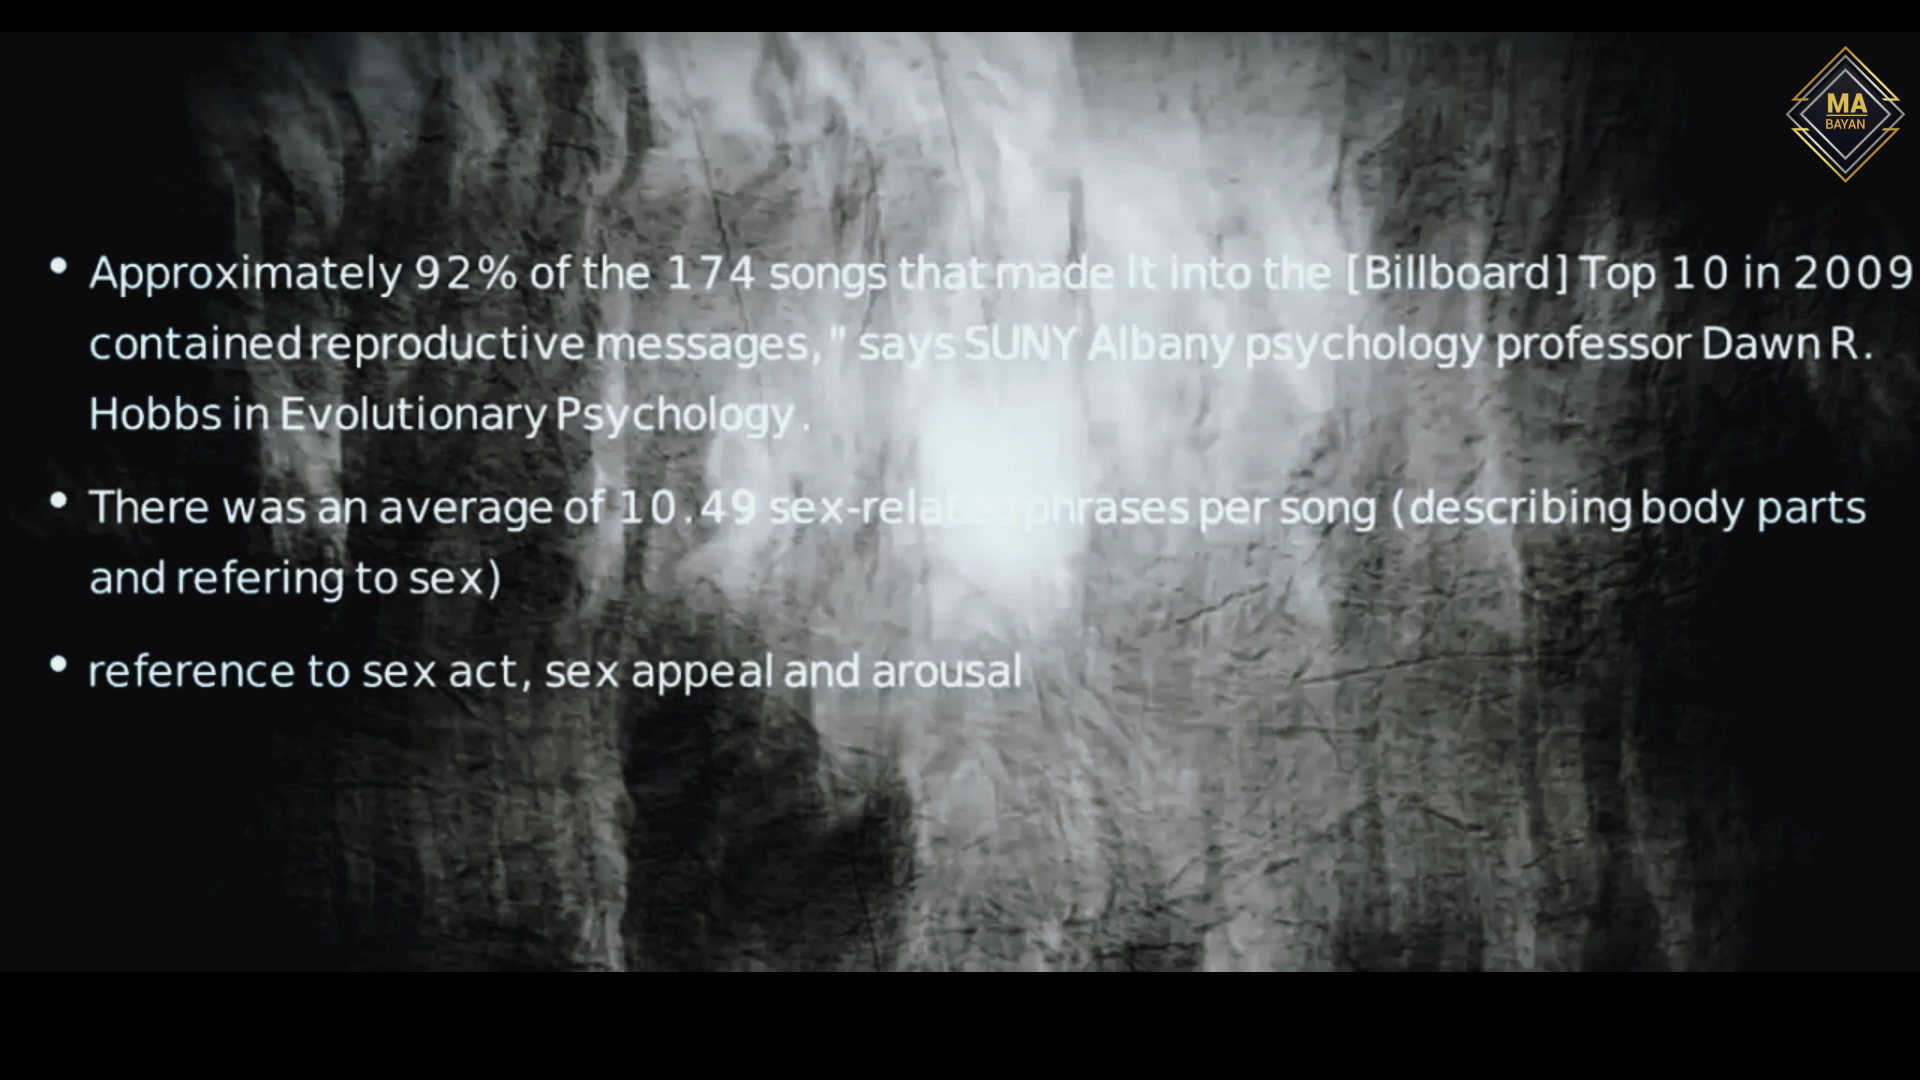 MA
BAYAN
• Approximately 92% of the 174 songs that made it into the [Billboard] Top 10 in 2009
contained reproductive messages," says SUNY Albany psychology professor Dawn R.
Hobbs in Evolutionary Psychology.
• There was an average of 10.49 sex-related phrases per song (describing body parts
and refering to sex)
• reference to sex act, sex appeal and arousal